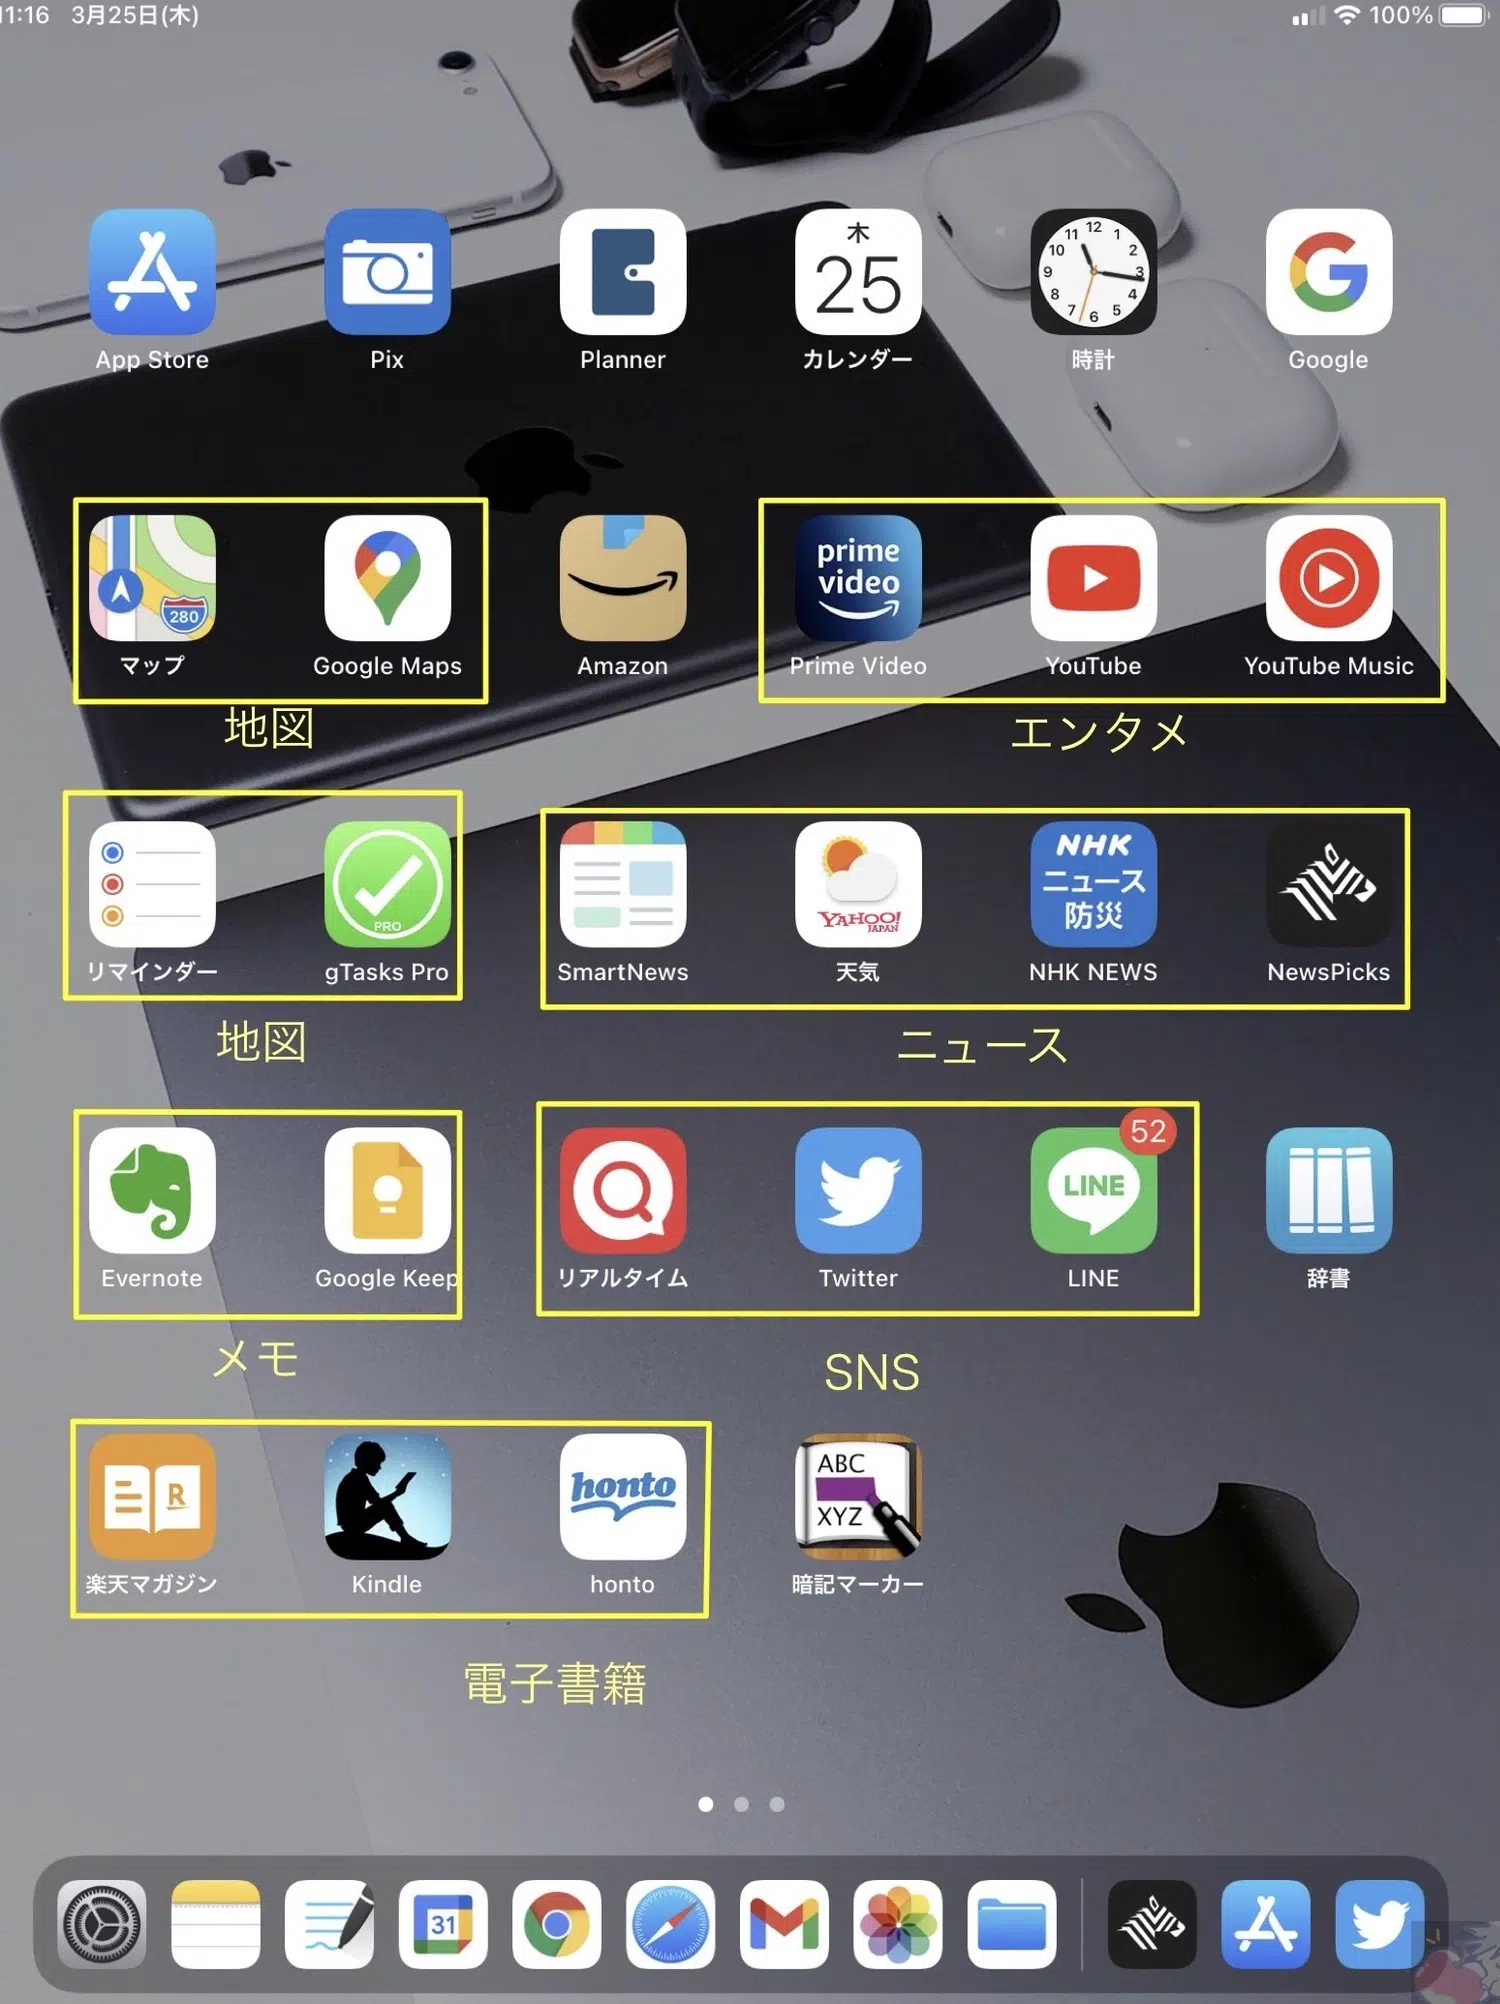 11:16 3月25日(木) 100%
木
25
12
11 1
10 2
9 3
8 4
7 5
6
App Store Pix Planner カレンダー 時計 Google
280
prime
video
マップ Google Maps Amazon Prime Video YouTube YouTube Music
地図 エンタメ
PRO
YAHOO!
JAPAN
NHK
ニュース
防災
リマインダー gTasks Pro SmartNews 天気 NHK NEWS NewsPicks
地図 ニュース
52
LINE
Evernote Google Keep リアルタイム Twitter LINE 辞書
メモ SNS
R
honto
ABC
XYZ
楽天マガジン Kindle honto 暗記マーカー
電子書籍
31